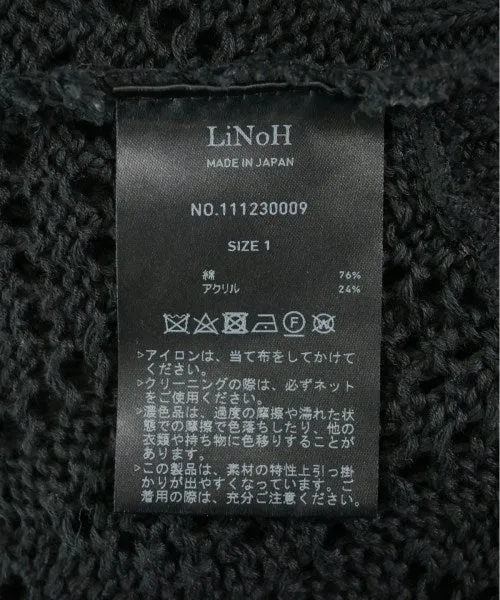 LiNoH
MADE IN JAPAN
NO.111230009
SIZE 1
綿 76%
アクリル 24%
>アイロンは、当て布をしてかけて
ください。
>クリーニングの際は、必ずネット
をご使用ください。
>濃色品は、過度の摩擦や濡れた状
態での摩擦で色落ちしたり、他の
衣類や持ち物に色移りすることが
あります。
>この製品は、素材の特性上引っ掛
かりが出やすくなっています。ご
着用の際は、充分ご注意ください。